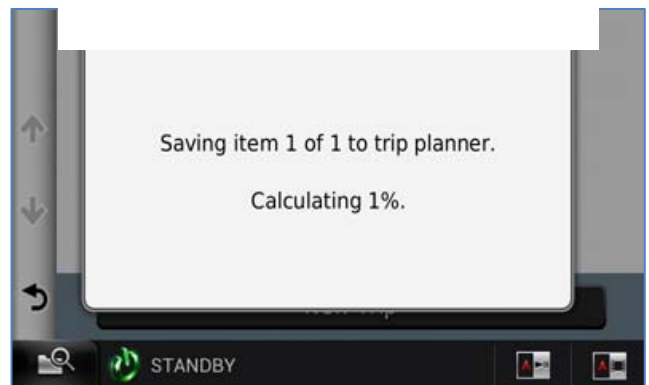 Saving item 1 of 1 to trip planner.
Calculating 1%.
STANDBY